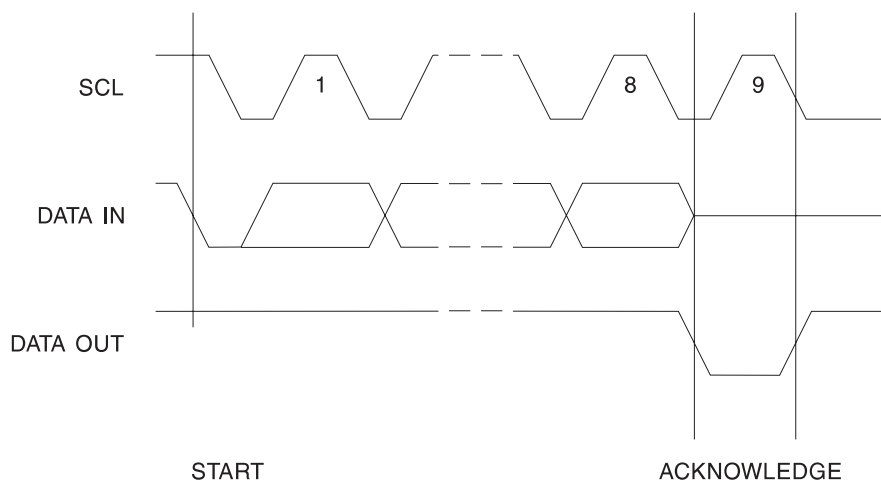 SCL
1
8
9
DATA IN
DATA OUT
START
ACKNOWLEDGE